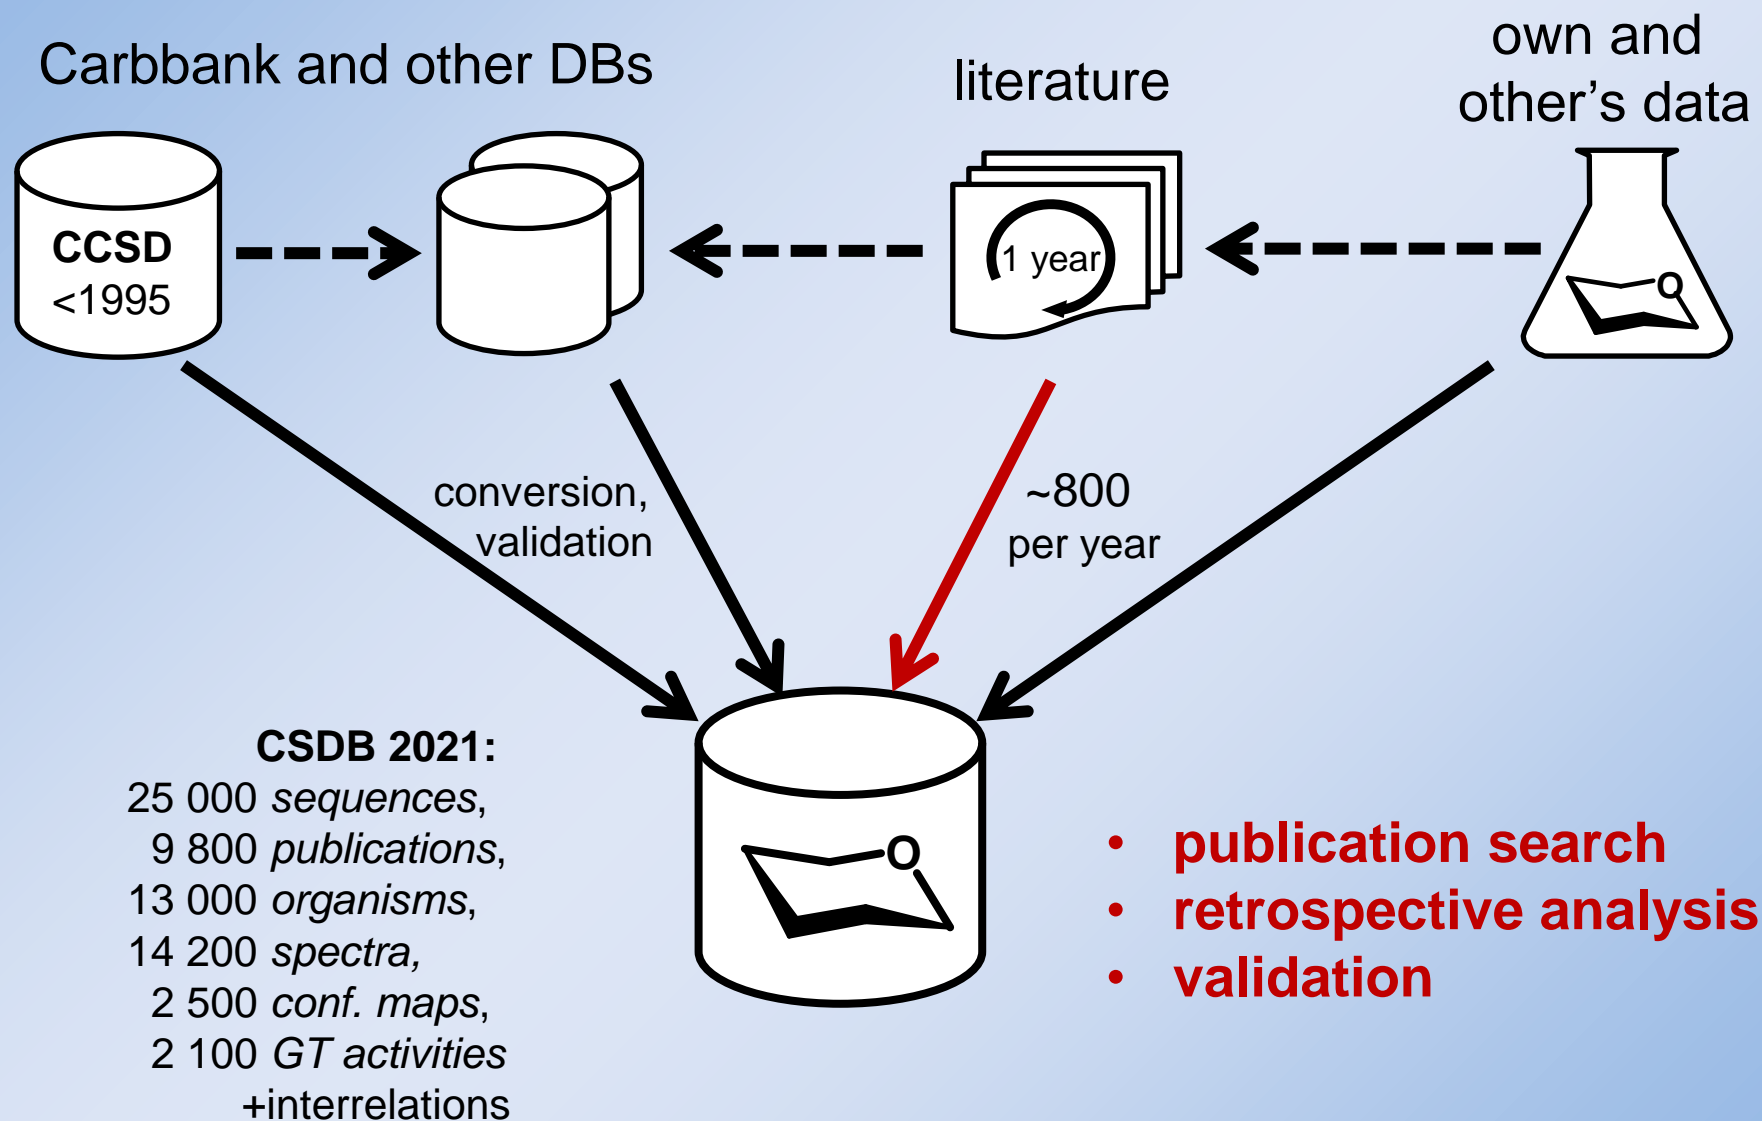 Carbbank and other DBs
literature
own and
other’s data
CCSD
<1995
1 year
O
conversion,
validation
~800
per year
CSDB 2021:
25 000 sequences,
9 800 publications,
13 000 organisms,
14 200 spectra,
2 500 conf. maps,
2 100 GT activities
+interrelations
O
• publication search
• retrospective analysis
• validation